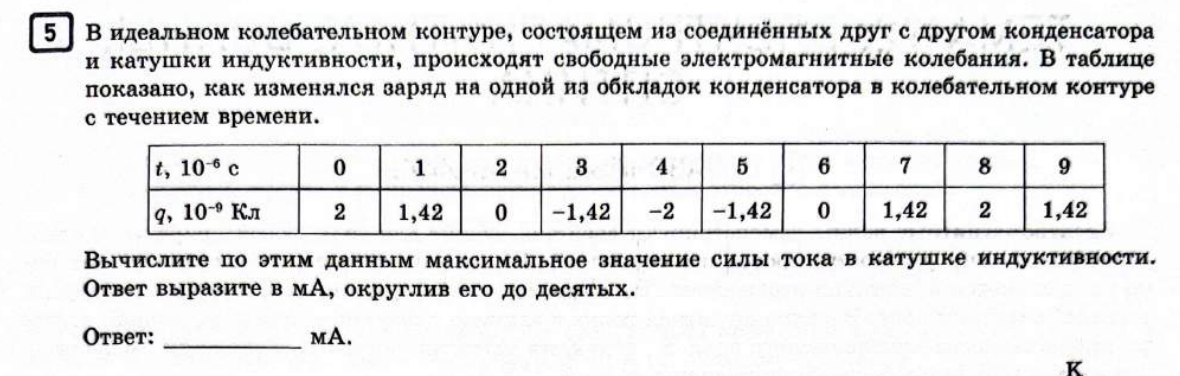 5 В идеальном колебательном контуре, состоящем из соединённых друг с другом конденсатора
и катушки индуктивности, происходят свободные электромагнитные колебания. В таблице
показано, как изменялся заряд на одной из обкладок конденсатора в колебательном контуре
с течением времени.
t, 10⁻⁶ с 0 1 2 3 4 5 6 7 8 9
q, 10⁻⁹ Кл 2 1,42 0 −1,42 −2 −1,42 0 1,42 2 1,42
Вычислите по этим данным максимальное значение силы тока в катушке индуктивности.
Ответ выразите в мА, округлив его до десятых.
Ответ: ____________ мА.
К